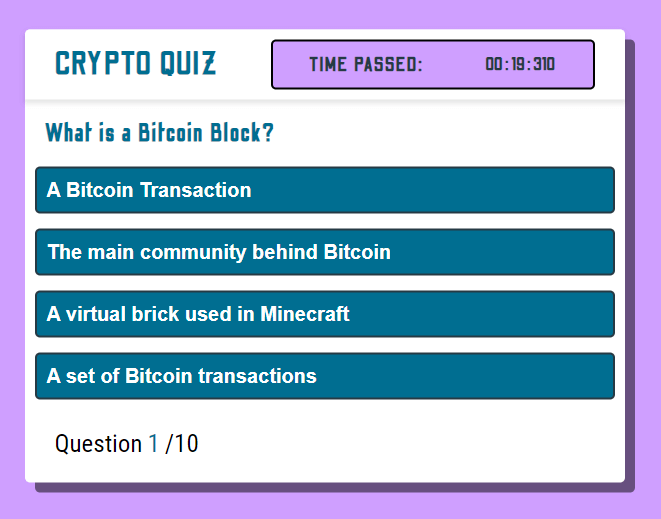 CRYPTO QUIZ
TIME PASSED: 00:19:310
What is a Bitcoin Block?
A Bitcoin Transaction
The main community behind Bitcoin
A virtual brick used in Minecraft
A set of Bitcoin transactions
Question 1 /10